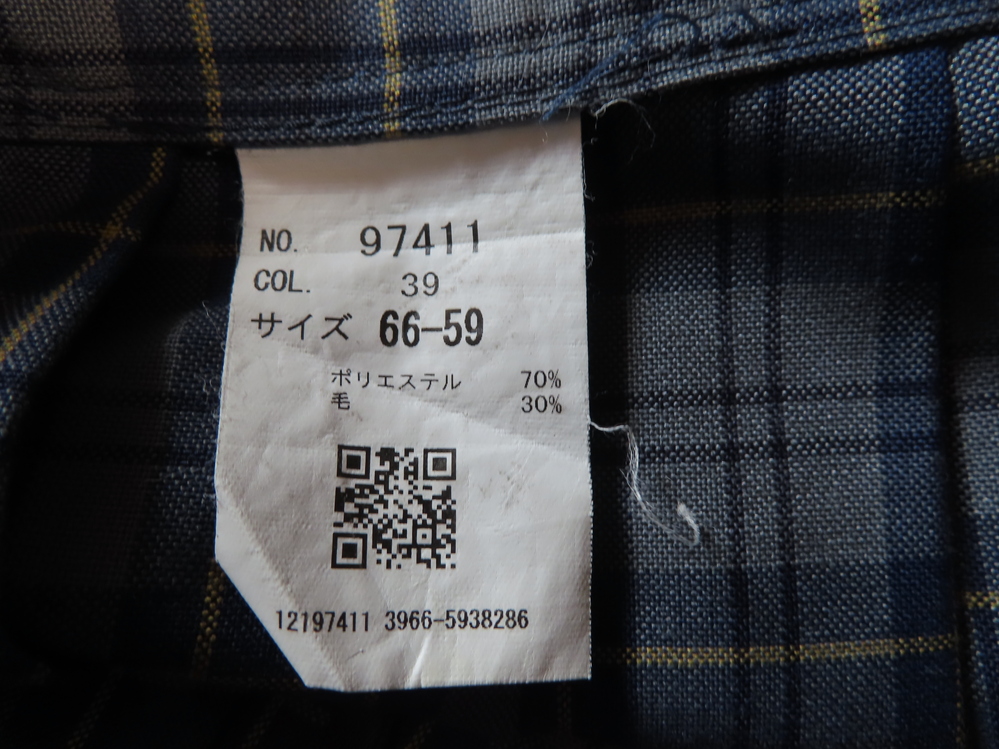 NO. 97411
COL. 39
サイズ 66-59
ポリエステル 70%
毛 30%
12197411 3966-5938286